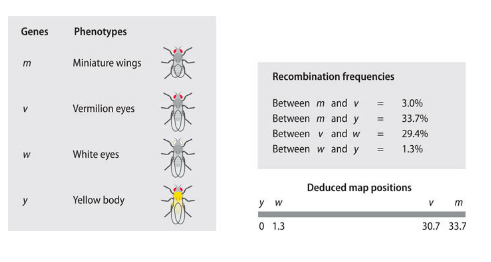 Genes Phenotypes
m Miniature wings
v Vermilion eyes
w White eyes
y Yellow body
Recombination frequencies
Between m and v = 3.0%
Between m and y = 33.7%
Between v and w = 29.4%
Between w and y = 1.3%
Deduced map positions
y w v m
0 1.3 30.7 33.7